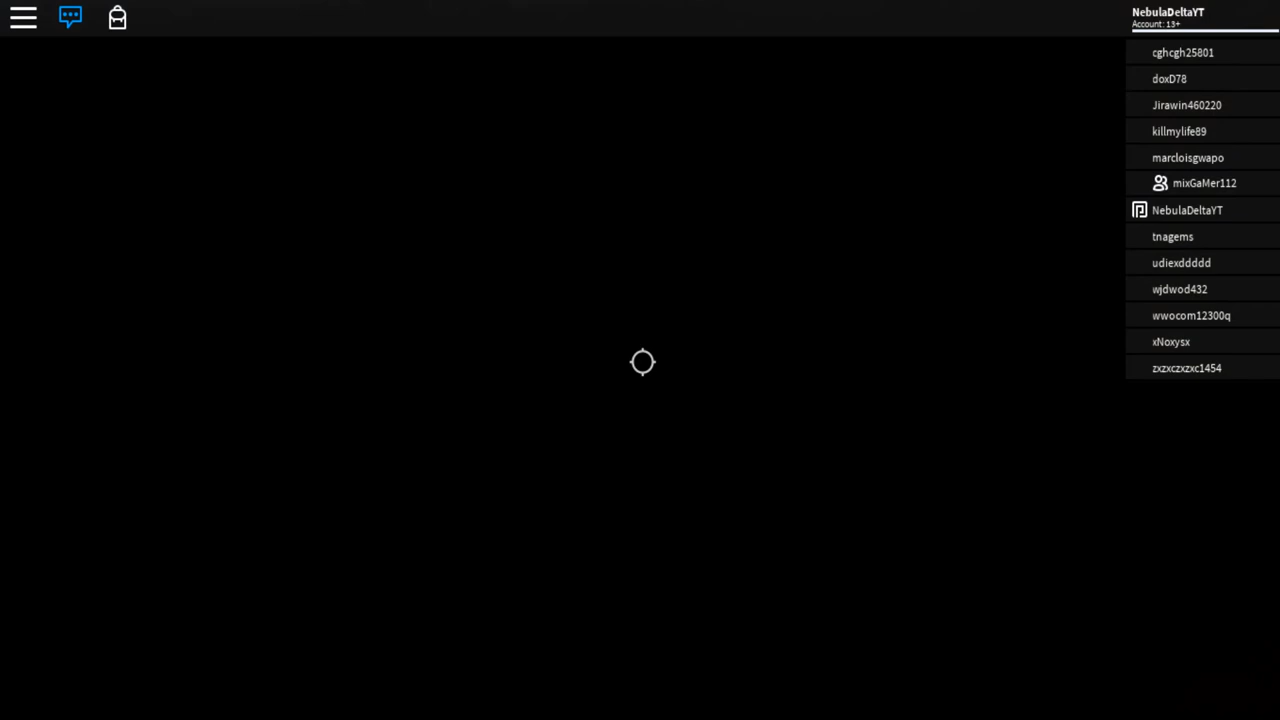 NebulaDeltaYT
Account: 13+
cghcgh25801
doxD78
Jirawin460220
killmylife89
marcloisgwapo
mixGaMer112
NebulaDeltaYT
tnagems
udiexddddd
wjdwod432
wwocom12300q
xNoxysx
zxzxczxzxc1454